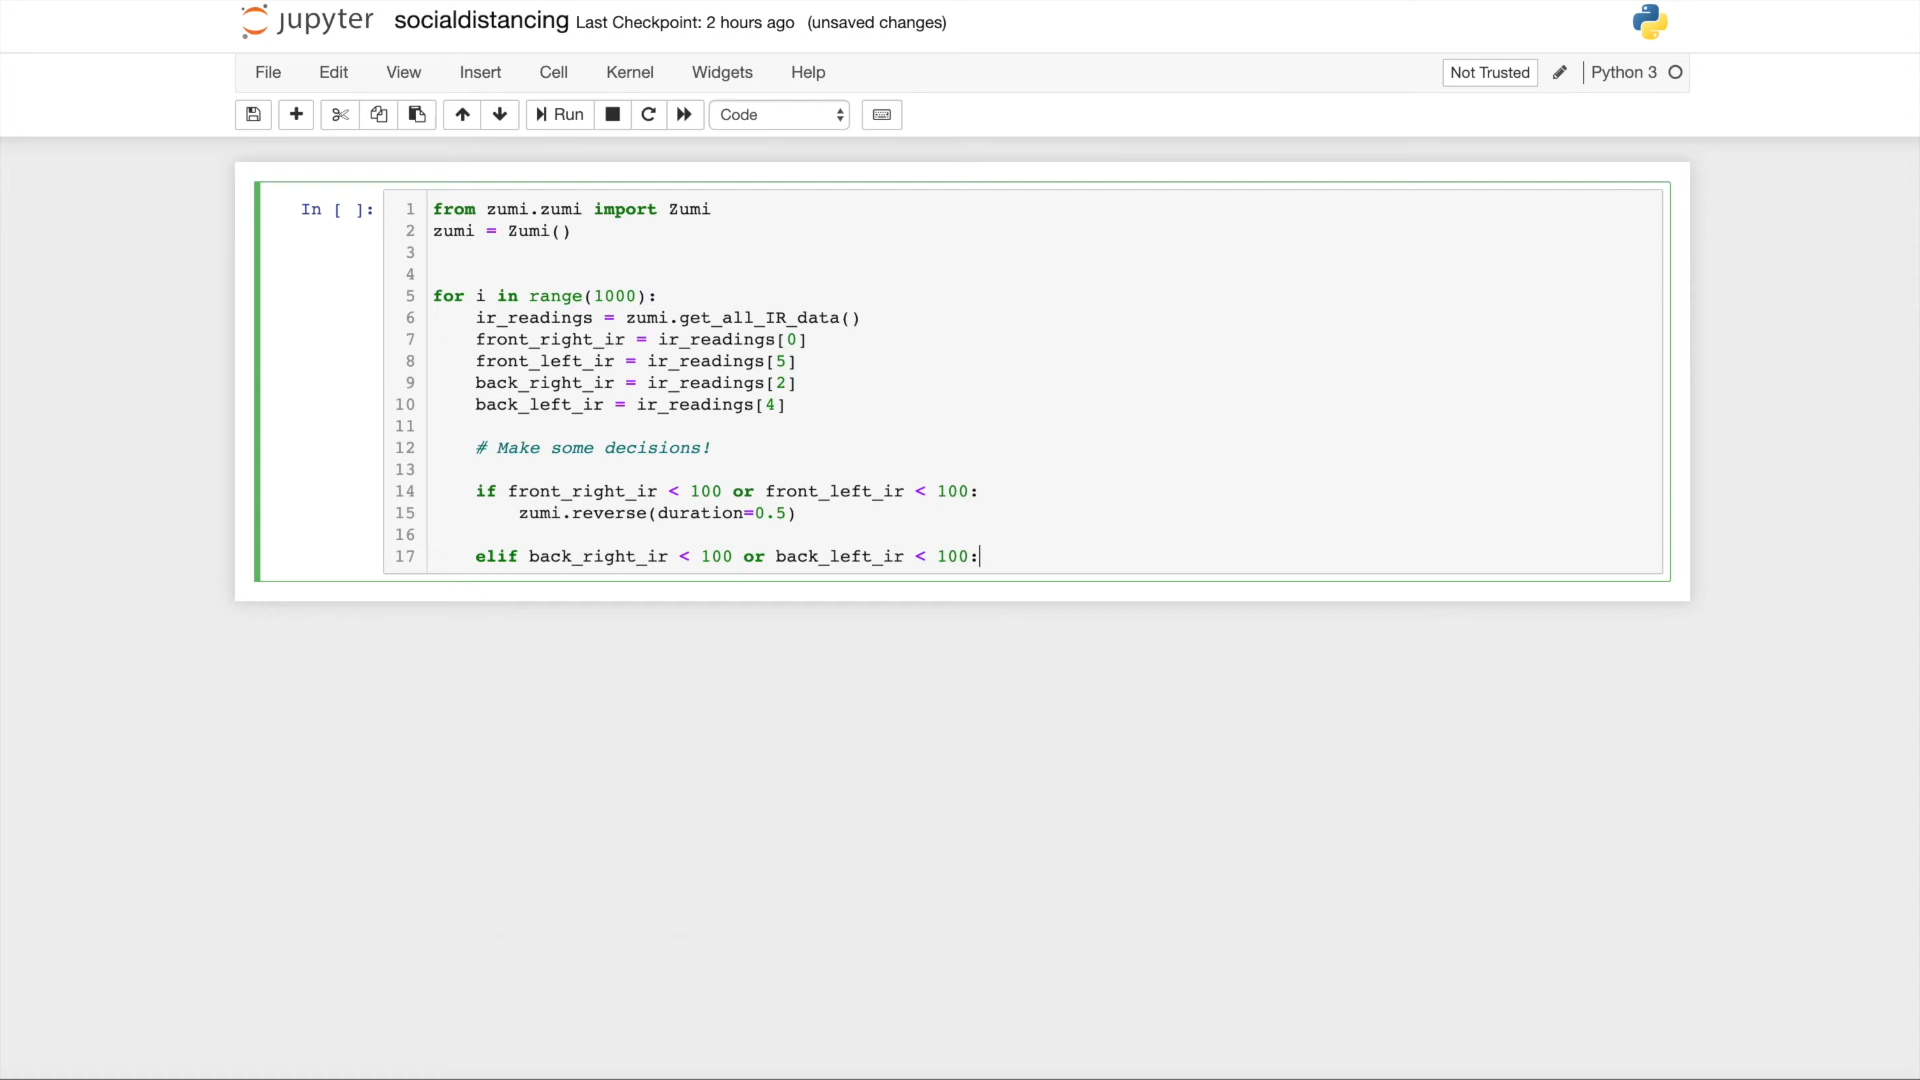 jupyter socialdistancing Last Checkpoint: 2 hours ago (unsaved changes)
File Edit View Insert Cell Kernel Widgets Help Not Trusted Python 3
Run Code
In [ ]:
1 from zumi.zumi import Zumi
2 zumi = Zumi()
3
4
5 for i in range(1000):
6     ir_readings = zumi.get_all_IR_data()
7     front_right_ir = ir_readings[0]
8     front_left_ir = ir_readings[5]
9     back_right_ir = ir_readings[2]
10     back_left_ir = ir_readings[4]
11
12     # Make some decisions!
13
14     if front_right_ir < 100 or front_left_ir < 100:
15         zumi.reverse(duration=0.5)
16
17     elif back_right_ir < 100 or back_left_ir < 100: